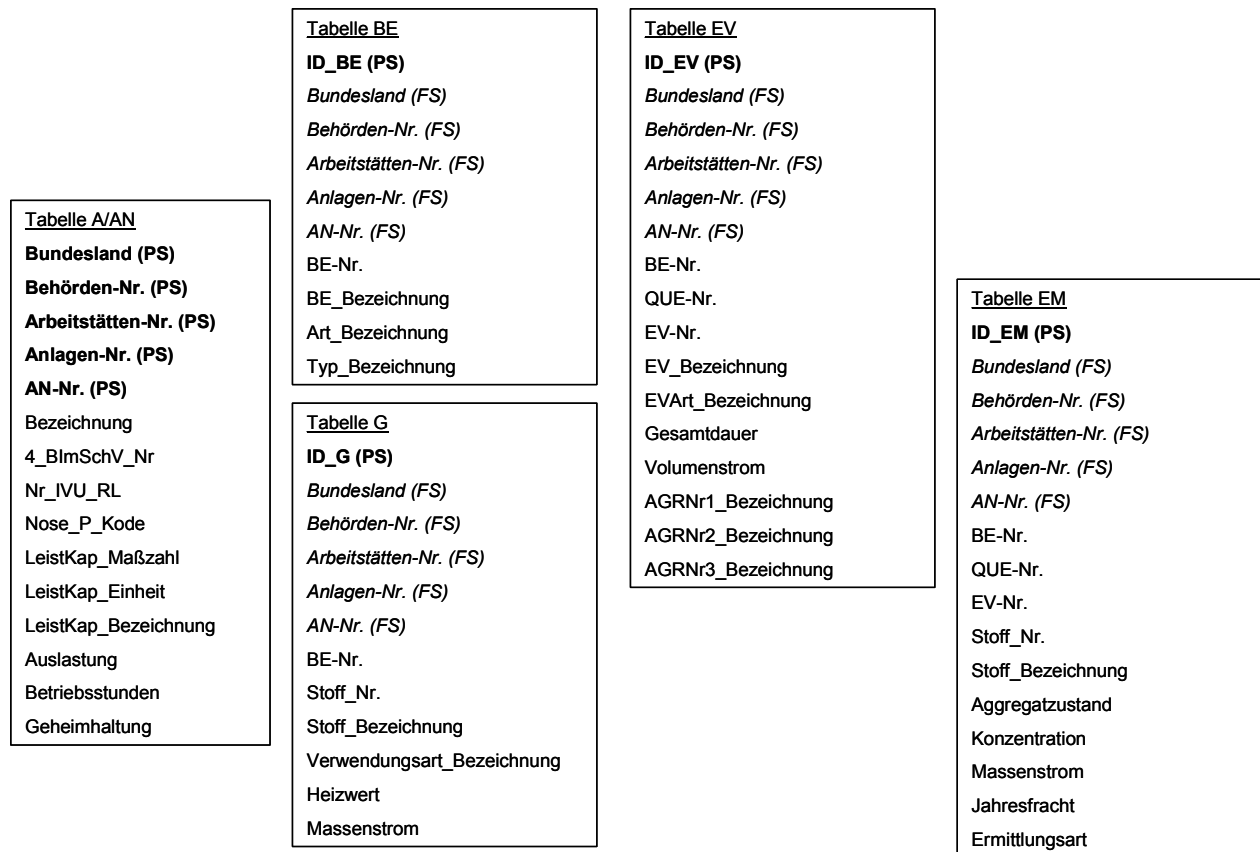 Tabelle A/AN
Bundesland (PS)
Behörden-Nr. (PS)
Arbeitstätten-Nr. (PS)
Anlagen-Nr. (PS)
AN-Nr. (PS)
Bezeichnung
4_BImSchV_Nr
Nr_IVU_RL
Nose_P_Kode
LeistKap_Maßzahl
LeistKap_Einheit
LeistKap_Bezeichnung
Auslastung
Betriebsstunden
Geheimhaltung
Tabelle BE
ID_BE (PS)
Bundesland (FS)
Behörden-Nr. (FS)
Arbeitstätten-Nr. (FS)
Anlagen-Nr. (FS)
AN-Nr. (FS)
BE-Nr.
BE_Bezeichnung
Art_Bezeichnung
Typ_Bezeichnung
Tabelle G
ID_G (PS)
Bundesland (FS)
Behörden-Nr. (FS)
Arbeitstätten-Nr. (FS)
Anlagen-Nr. (FS)
AN-Nr. (FS)
BE-Nr.
Stoff_Nr.
Stoff_Bezeichnung
Verwendungsart_Bezeichnung
Heizwert
Massenstrom
Tabelle EV
ID_EV (PS)
Bundesland (FS)
Behörden-Nr. (FS)
Arbeitstätten-Nr. (FS)
Anlagen-Nr. (FS)
AN-Nr. (FS)
BE-Nr.
QUE-Nr.
EV-Nr.
EV_Bezeichnung
EVArt_Bezeichnung
Gesamtdauer
Volumenstrom
AGRNr1_Bezeichnung
AGRNr2_Bezeichnung
AGRNr3_Bezeichnung
Tabelle EM
ID_EM (PS)
Bundesland (FS)
Behörden-Nr. (FS)
Arbeitstätten-Nr. (FS)
Anlagen-Nr. (FS)
AN-Nr. (FS)
BE-Nr.
QUE-Nr.
EV-Nr.
Stoff_Nr.
Stoff_Bezeichnung
Aggregatzustand
Konzentration
Massenstrom
Jahresfracht
Ermittlungsart